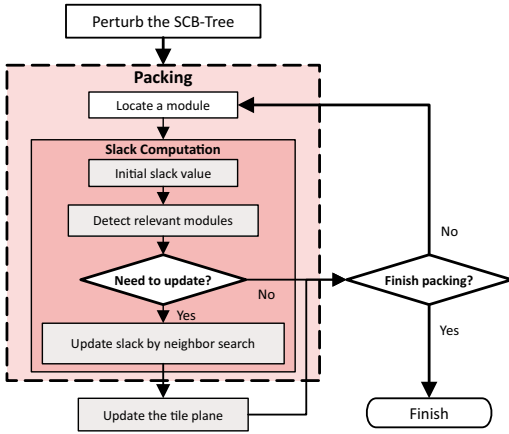 Perturb the SCB-Tree
Packing
Locate a module
Slack Computation
Initial slack value
Detect relevant modules
Need to update?
No
Yes
Update slack by neighbor search
Update the tile plane
Finish packing?
No
Yes
Finish